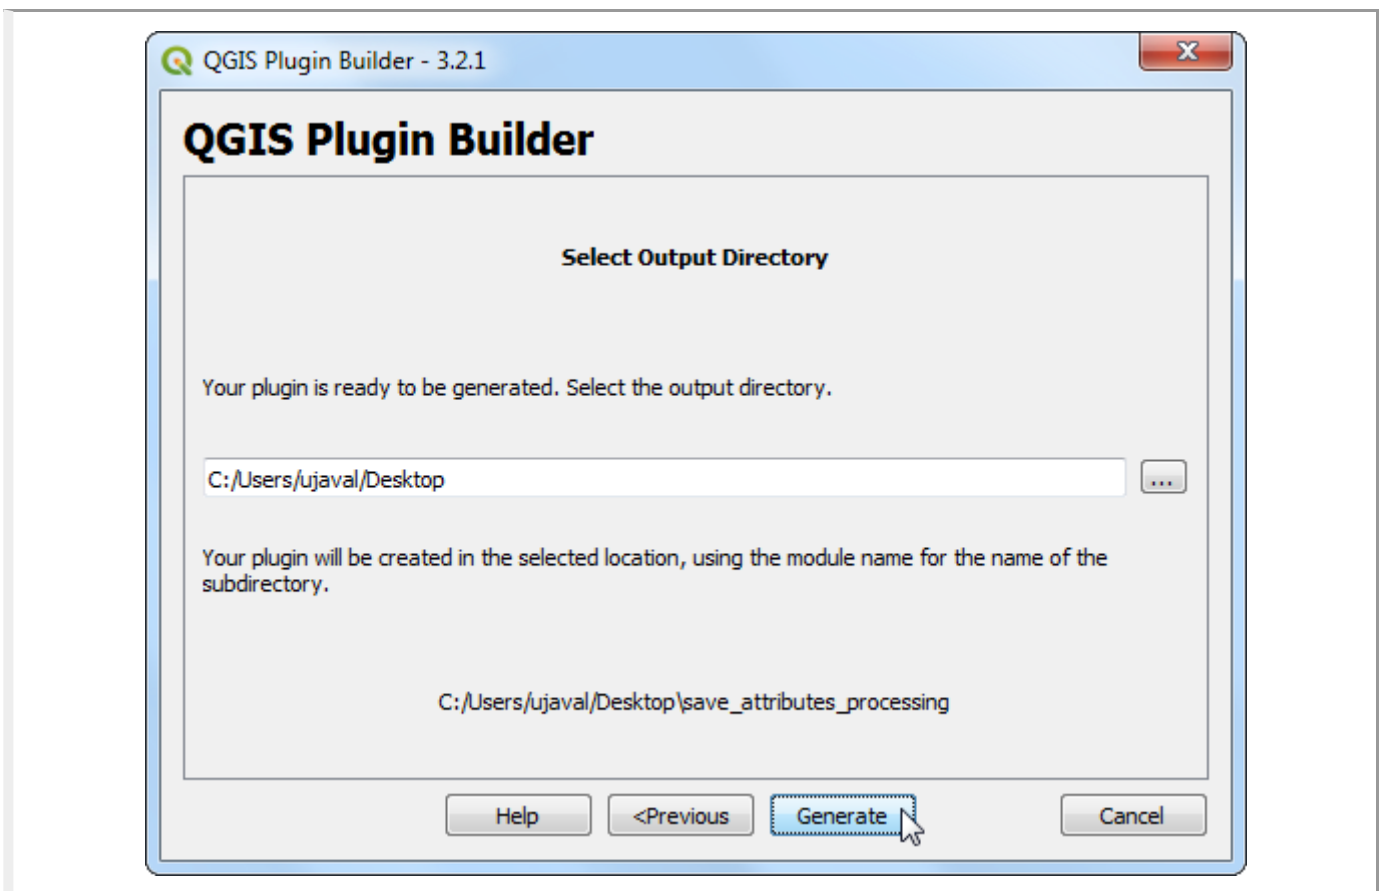 QGIS Plugin Builder - 3.2.1
QGIS Plugin Builder
Select Output Directory
Your plugin is ready to be generated. Select the output directory.
C:/Users/ujaval/Desktop
...
Your plugin will be created in the selected location, using the module name for the name of the
subdirectory.
C:/Users/ujaval/Desktop\save_attributes_processing
Help
<Previous
Generate
Cancel